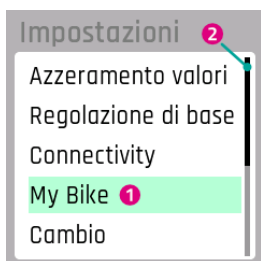 Impostazioni 2
Azzeramento valori
Regolazione di base
Connectivity
My Bike 1
Cambio